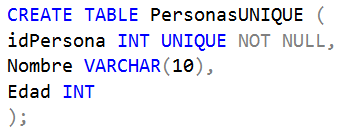 CREATE TABLE PersonasUNIQUE (
idPersona INT UNIQUE NOT NULL,
Nombre VARCHAR(10),
Edad INT
);